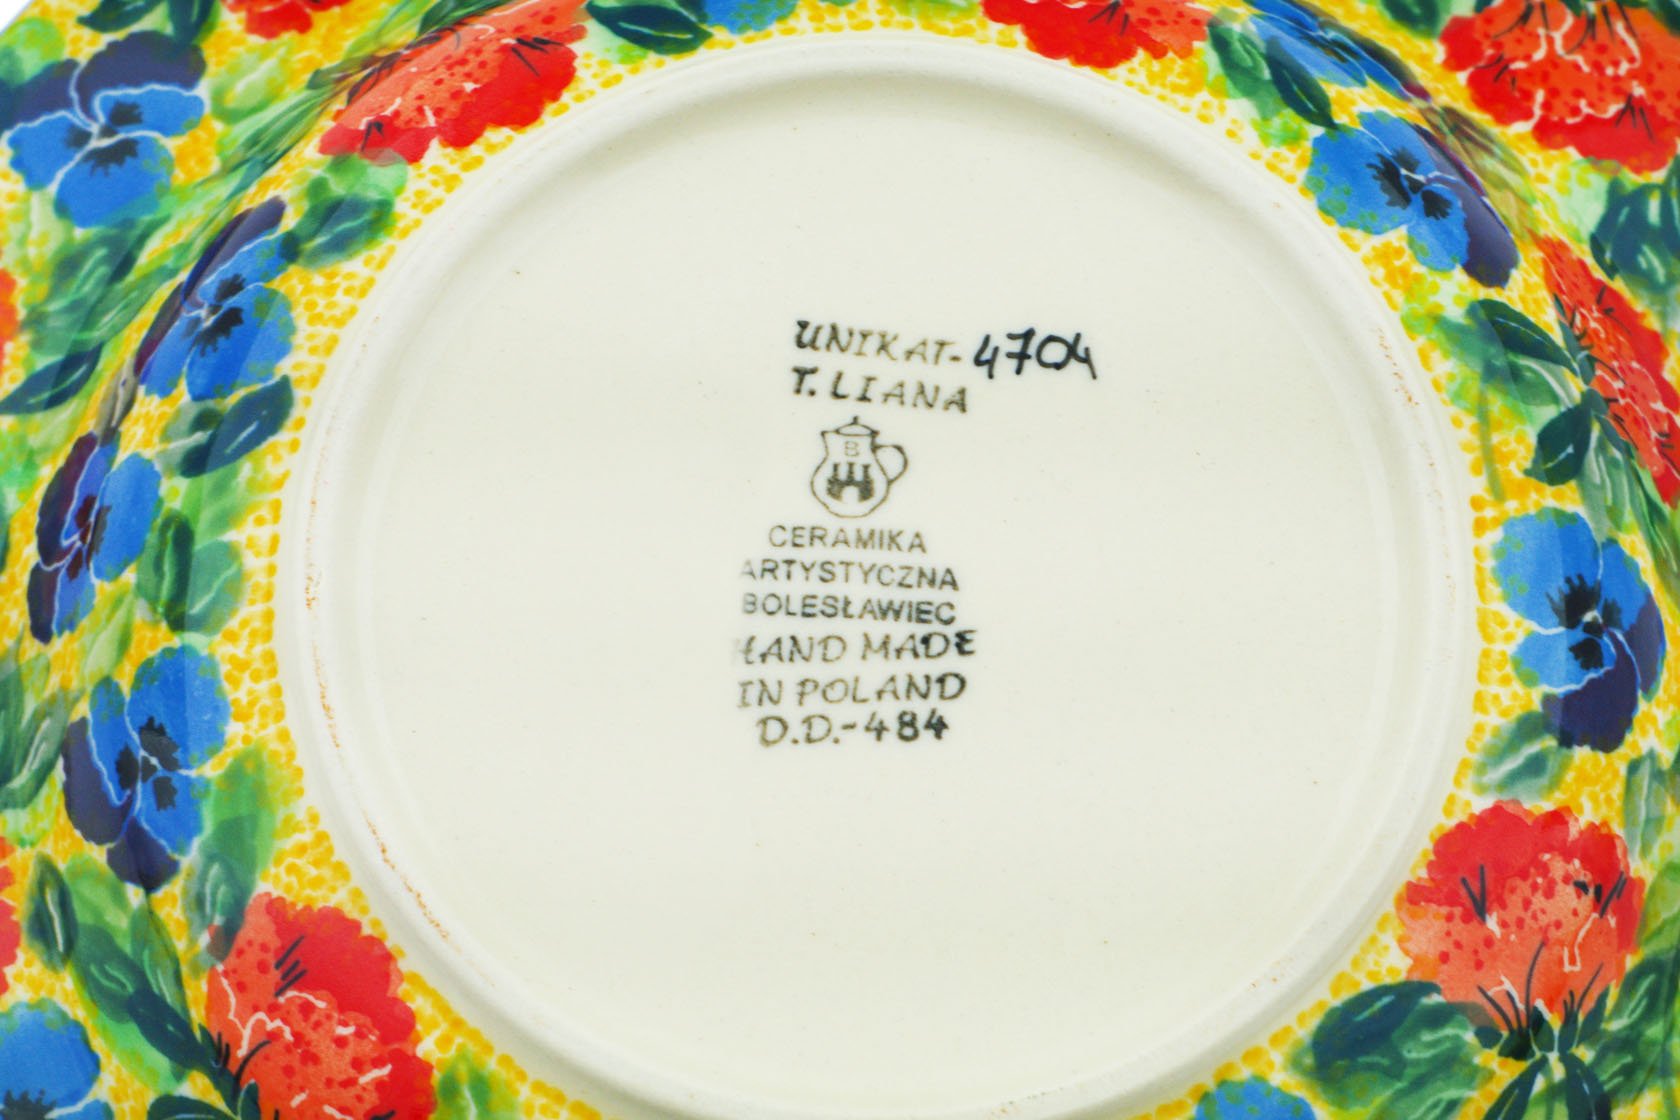 UNIKAT-4704
T. LIANA
B
CERAMIKA
ARTYSTYCZNA
BOLESŁAWIEC
HAND MADE
IN POLAND
D.D.-484